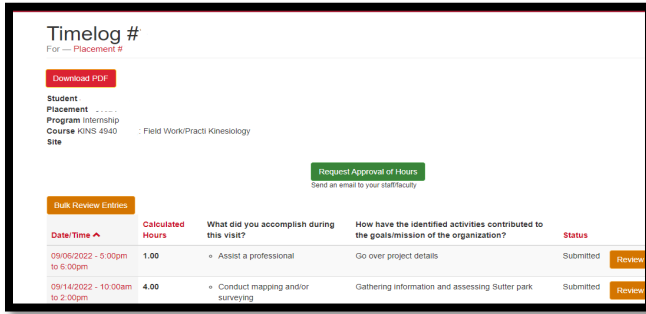 Timelog #
For — Placement #
Download PDF
Student
Placement
Program Internship
Course KINS 4940 : Field Work/Practi Kinesiology
Site
Request Approval of Hours
Send an email to your staff/faculty
Bulk Review Entries
Date/Time Calculated Hours What did you accomplish during this visit? How have the identified activities contributed to the goals/mission of the organization? Status
09/06/2022 - 5:00pm to 6:00pm 1.00 Assist a professional Go over project details Submitted Review
09/14/2022 - 10:00am to 2:00pm 4.00 Conduct mapping and/or surveying Gathering information and assessing Sutter park Submitted Review